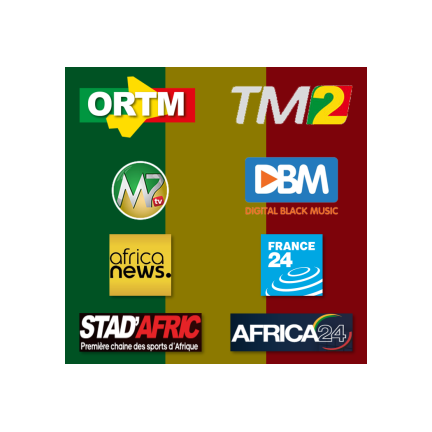 ORTM
TM2
M7
tv
DBM
DIGITAL BLACK MUSIC
africa
news.
FRANCE
24
STAD'AFRIC
Première chaine des sports d'Afrique
AFRICA24